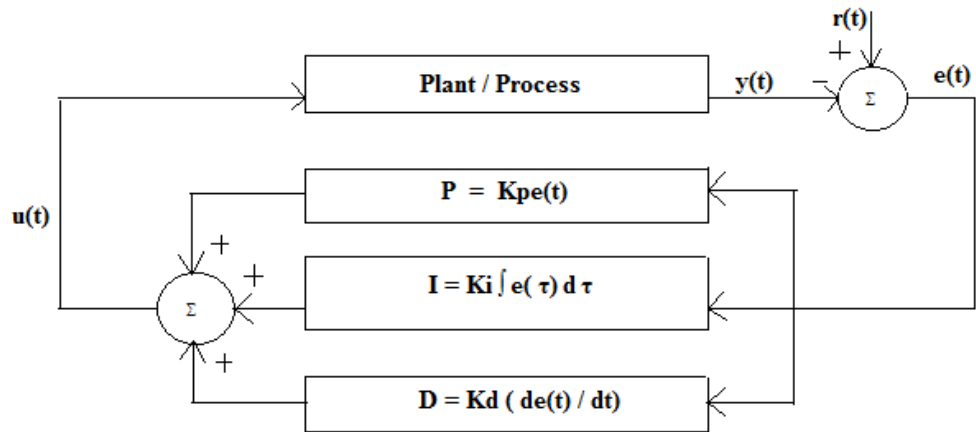 r(t)
+
Plant / Process
y(t)
−
Σ
e(t)
P = Kpe(t)
u(t)
+
+
I = Ki ∫ e( τ) d τ
Σ
+
D = Kd ( de(t) / dt)